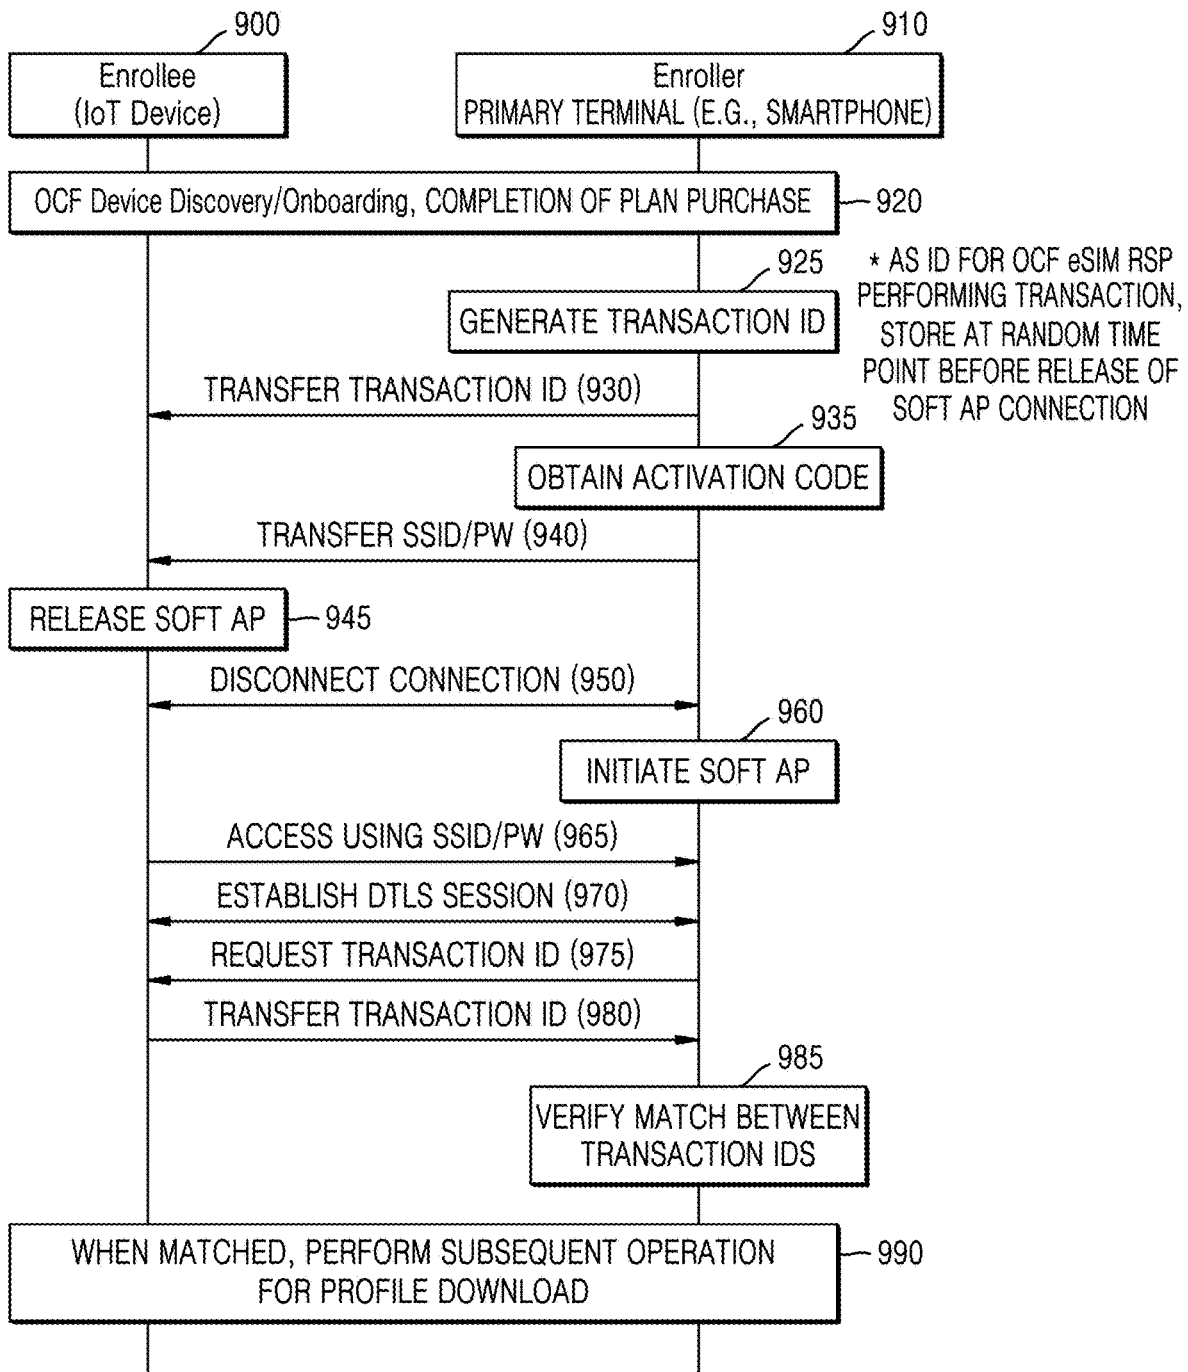 900
910
Enrollee
(IoT Device)
Enroller
PRIMARY TERMINAL (E.G., SMARTPHONE)
OCF Device Discovery/Onboarding, COMPLETION OF PLAN PURCHASE
920
925
GENERATE TRANSACTION ID
* AS ID FOR OCF eSIM RSP
PERFORMING TRANSACTION,
STORE AT RANDOM TIME
POINT BEFORE RELEASE OF
SOFT AP CONNECTION
TRANSFER TRANSACTION ID (930)
935
OBTAIN ACTIVATION CODE
TRANSFER SSID/PW (940)
RELEASE SOFT AP
945
DISCONNECT CONNECTION (950)
960
INITIATE SOFT AP
ACCESS USING SSID/PW (965)
ESTABLISH DTLS SESSION (970)
REQUEST TRANSACTION ID (975)
TRANSFER TRANSACTION ID (980)
985
VERIFY MATCH BETWEEN
TRANSACTION IDS
WHEN MATCHED, PERFORM SUBSEQUENT OPERATION
FOR PROFILE DOWNLOAD
990